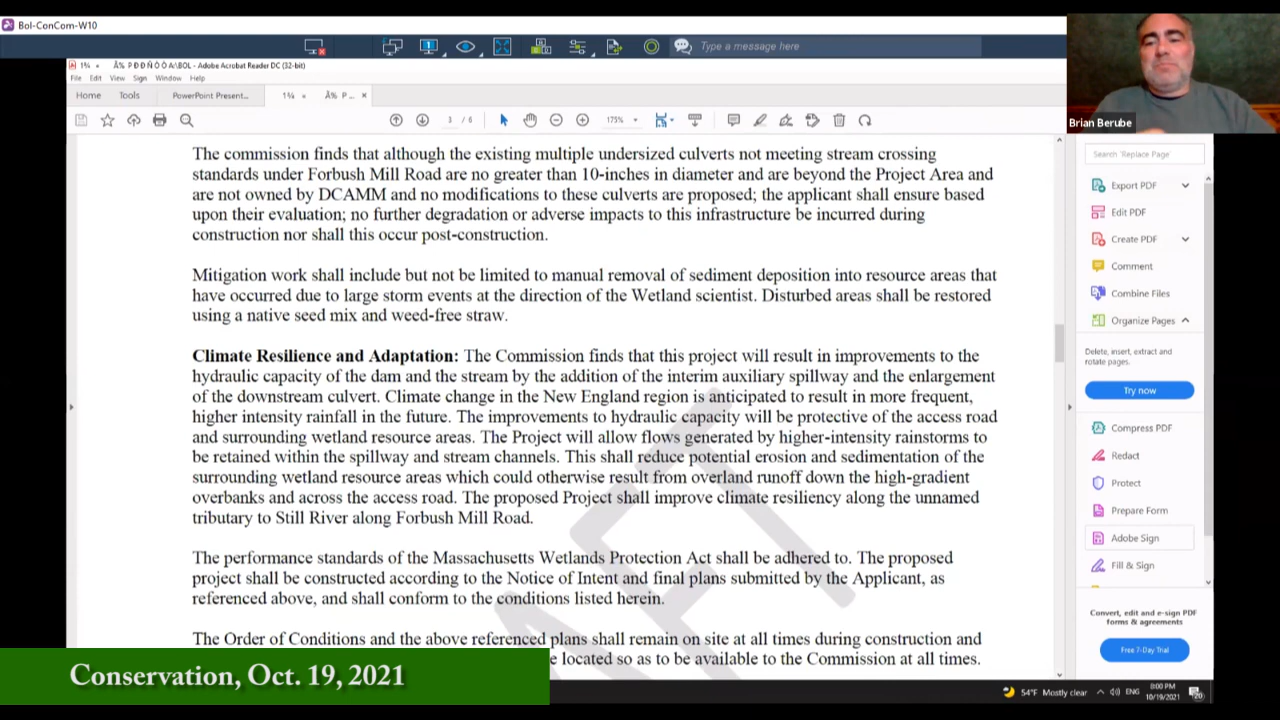 Bol-ConCom-W10
Type a message here
Brian Berube
PÐÐÑÓÒ A\BOL - Adobe Acrobat Reader DC (32-bit)
File Edit View Sign Window Help
Home Tools PowerPoint Present...
3 / 6 175%
Search 'Replace Page'
Export PDF
Edit PDF
Create PDF
Comment
Combine Files
Organize Pages
Delete, insert, extract and
rotate pages.
Try now
Compress PDF
Redact
Protect
Prepare Form
Adobe Sign
Fill & Sign
Convert, edit and e-sign PDF
forms & agreements
Free 7-Day Trial
The commission finds that although the existing multiple undersized culverts not meeting stream crossing
standards under Forbush Mill Road are no greater than 10-inches in diameter and are beyond the Project Area and
are not owned by DCAMM and no modifications to these culverts are proposed; the applicant shall ensure based
upon their evaluation; no further degradation or adverse impacts to this infrastructure be incurred during
construction nor shall this occur post-construction.
Mitigation work shall include but not be limited to manual removal of sediment deposition into resource areas that
have occurred due to large storm events at the direction of the Wetland scientist. Disturbed areas shall be restored
using a native seed mix and weed-free straw.
Climate Resilience and Adaptation: The Commission finds that this project will result in improvements to the
hydraulic capacity of the dam and the stream by the addition of the interim auxiliary spillway and the enlargement
of the downstream culvert. Climate change in the New England region is anticipated to result in more frequent,
higher intensity rainfall in the future. The improvements to hydraulic capacity will be protective of the access road
and surrounding wetland resource areas. The Project will allow flows generated by higher-intensity rainstorms to
be retained within the spillway and stream channels. This shall reduce potential erosion and sedimentation of the
surrounding wetland resource areas which could otherwise result from overland runoff down the high-gradient
overbanks and across the access road. The proposed Project shall improve climate resiliency along the unnamed
tributary to Still River along Forbush Mill Road.
The performance standards of the Massachusetts Wetlands Protection Act shall be adhered to. The proposed
project shall be constructed according to the Notice of Intent and final plans submitted by the Applicant, as
referenced above, and shall conform to the conditions listed herein.
The Order of Conditions and the above referenced plans shall remain on site at all times during construction and
e located so as to be available to the Commission at all times.
Conservation, Oct. 19, 2021
54°F Mostly clear ENG 8:00 PM
10/19/2021